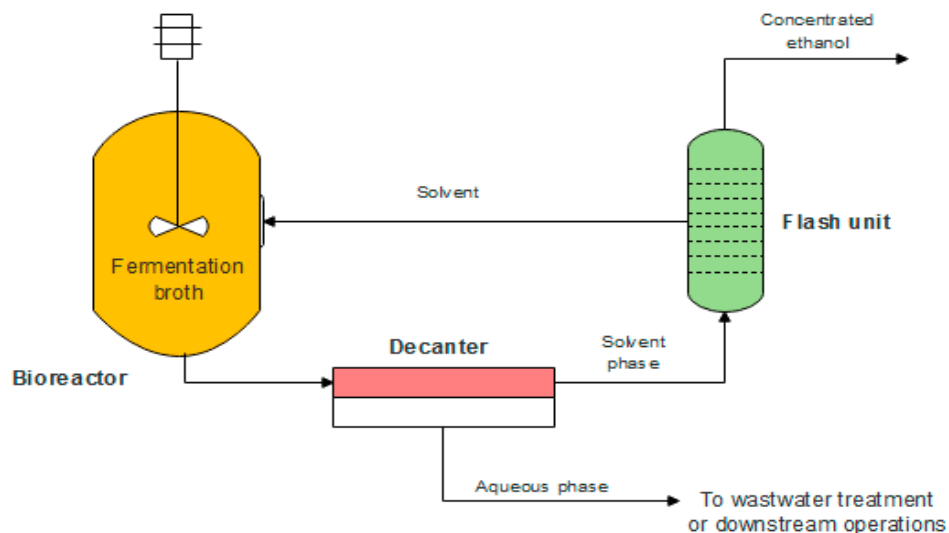 Concentrated
ethanol
Solvent
Flash unit
Fermentation
broth
Decanter
Solvent
phase
Bioreactor
Aqueous phase
To wastwater treatment
or downstream operations